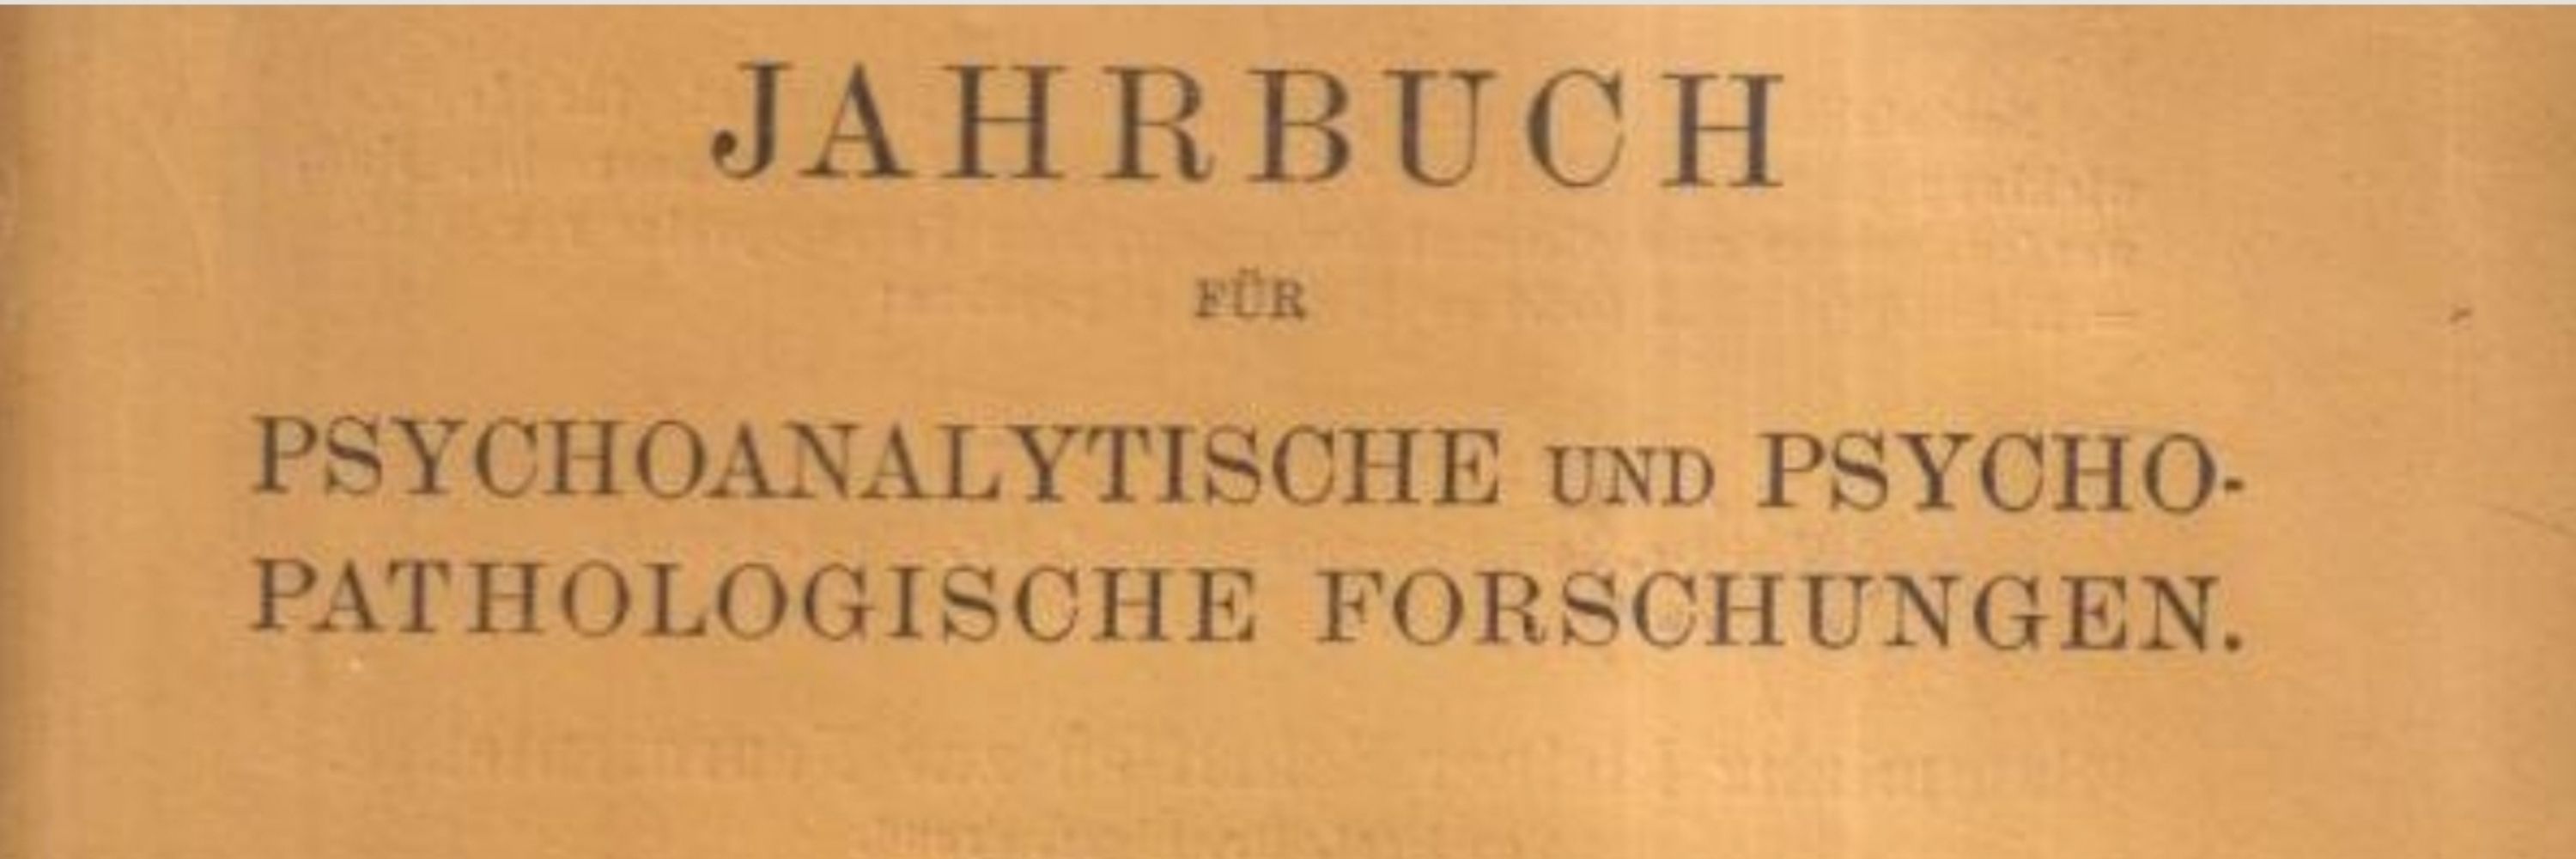 JAHRBUCH
FÜR
PSYCHOANALYTISCHE UND PSYCHO-
PATHOLOGISCHE FORSCHUNGEN.